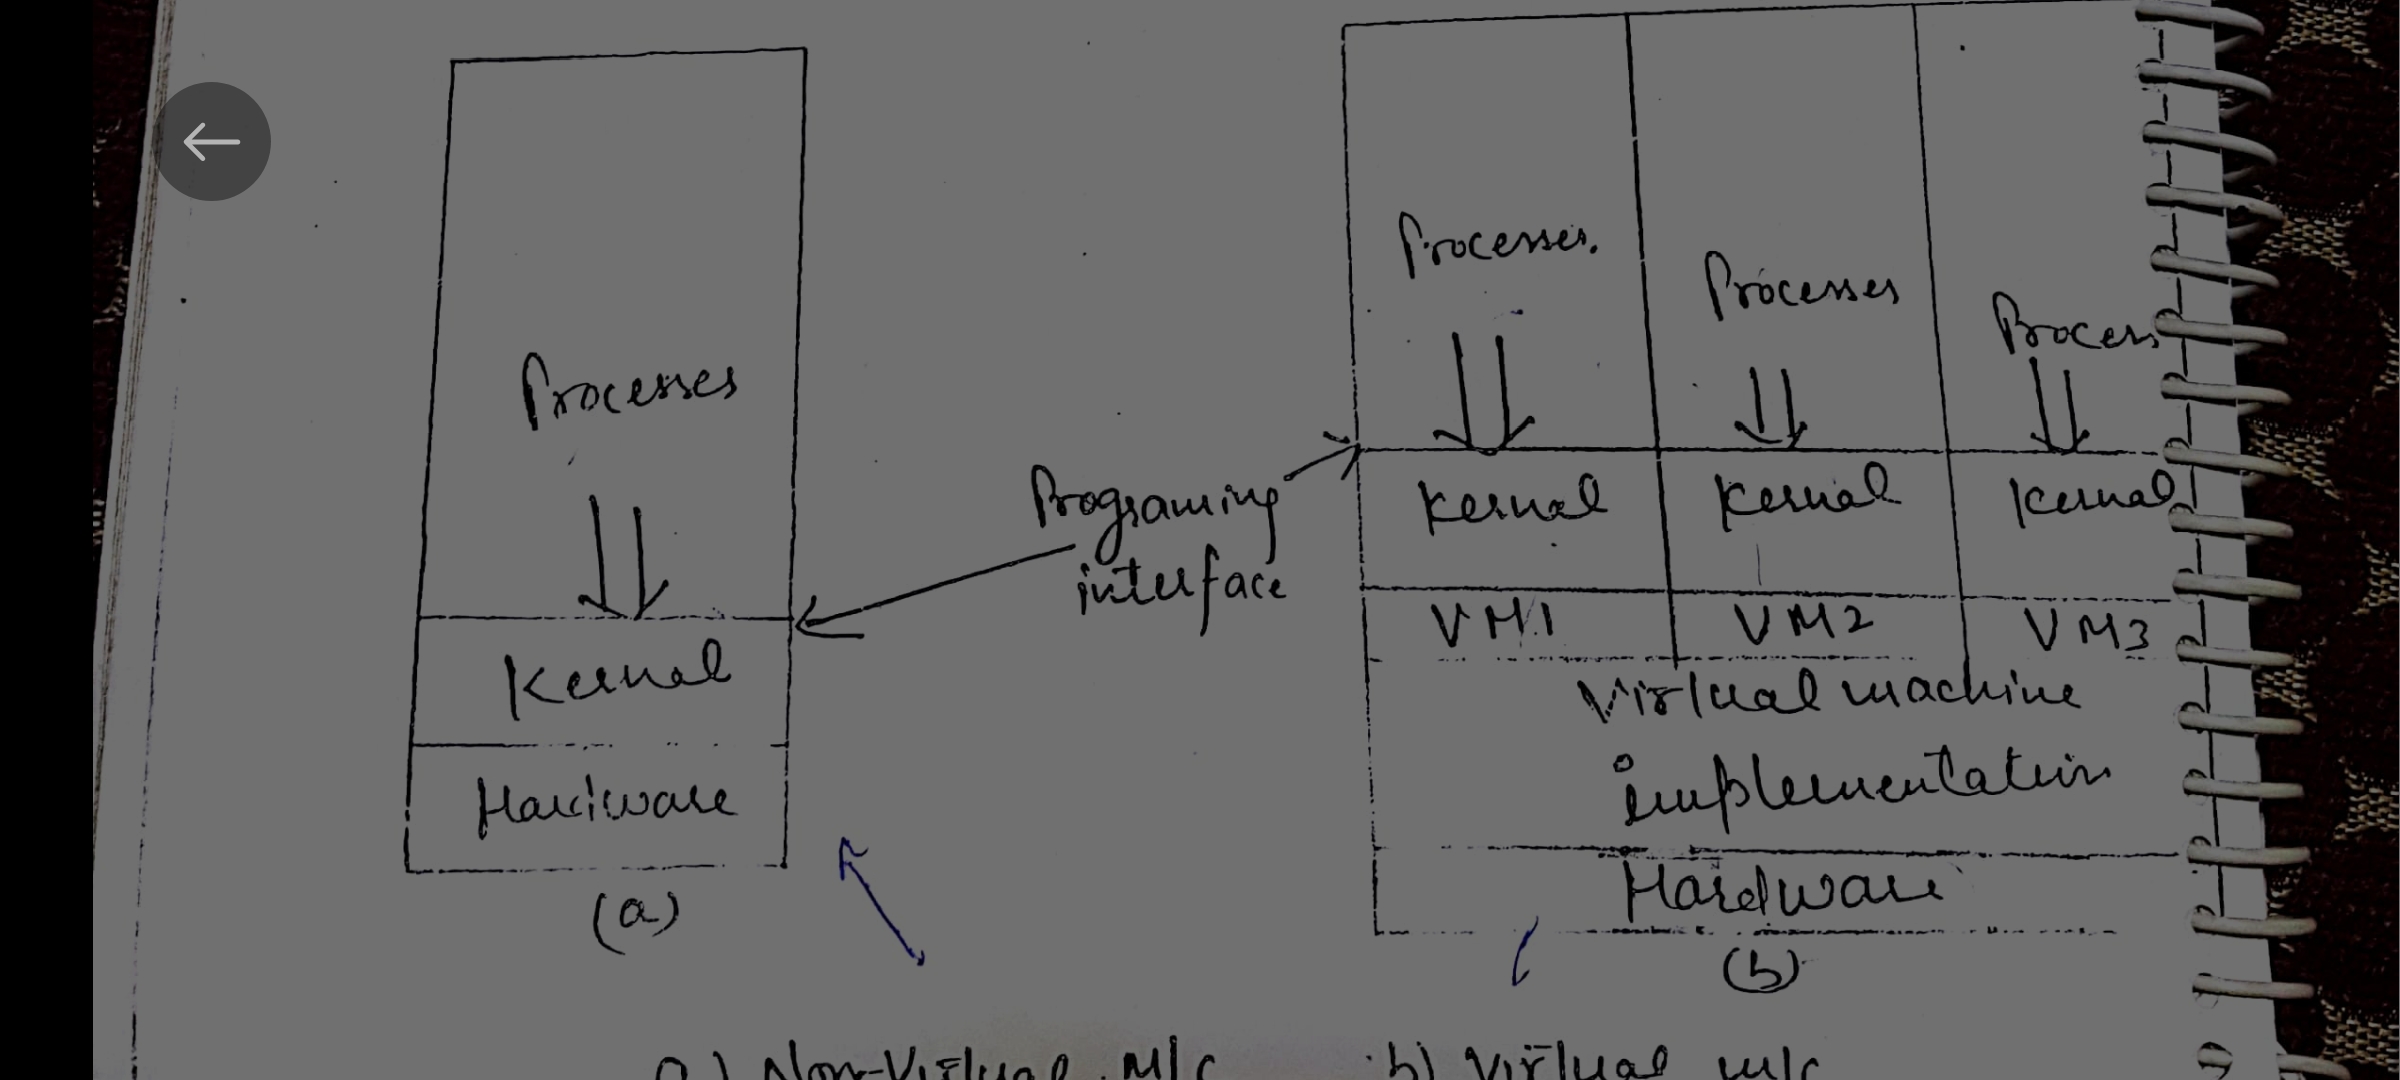 Processes
Kernal
Hardware
(a)
Programing
interface
Processes.
Processes
Process
Kernal
Kernal
Kernal
VM1
VM2
VM3
Virtual machine
implementation
Hardware
(b)
a) Non-Virtual M/C
b) Virtual M/C